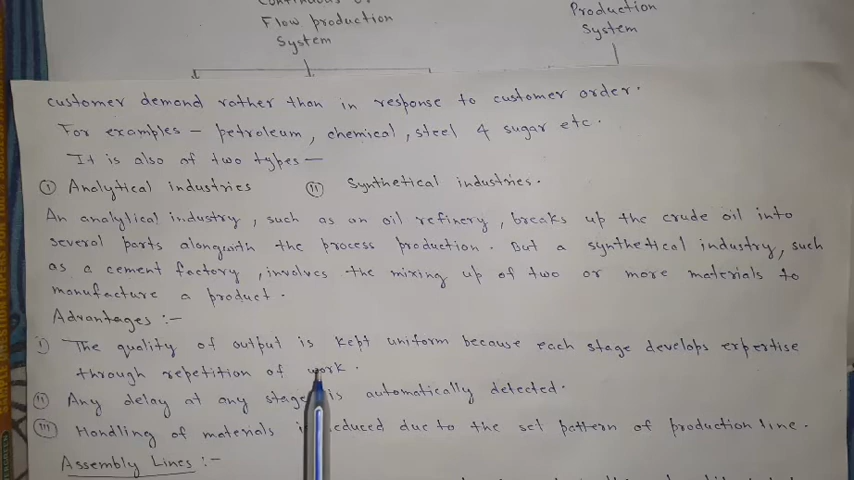 Flow production
System
Production
System
customer demand rather than in response to customer order.
For examples - petroleum, chemical, steel & sugar etc.
It is also of two types —
(i) Analytical industries (ii) Synthetical industries.
An analytical industry, such as an oil refinery, breaks up the crude oil into
several parts alongwith the process production. But a synthetical industry, such
as a cement factory, involves the mixing up of two or more materials to
manufacture a product.
Advantages :-
(i) The quality of output is kept uniform because each stage develops expertise
through repetition of work.
(ii) Any delay at any stage is automatically detected.
(iii) Handling of materials reduced due to the set pattern of production line.
Assembly Lines :-